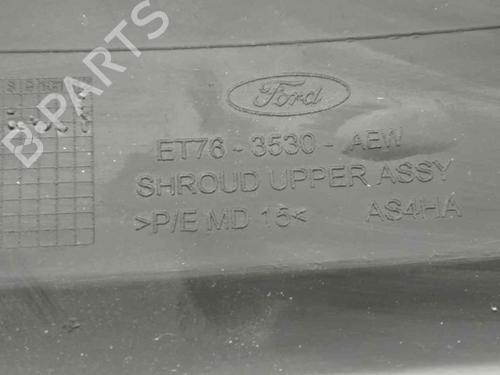 B-PARTS
Ford
ET76 - 3530 - AEW
SHROUD UPPER ASSY
>P/E MD 15< AS4HA